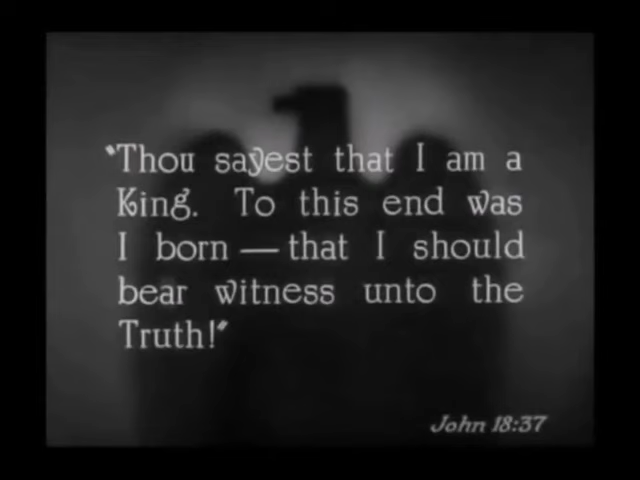 "Thou sayest that I am a
King. To this end was
I born — that I should
bear witness unto the
Truth!"
John 18:37